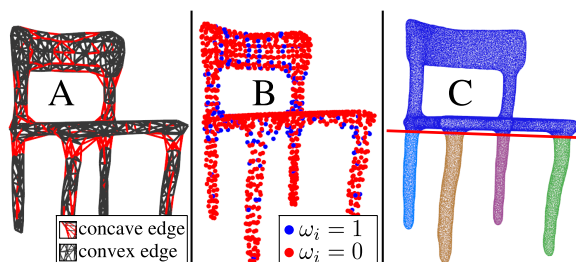 A
B
C
concave edge
convex edge
ω_i = 1
ω_i = 0